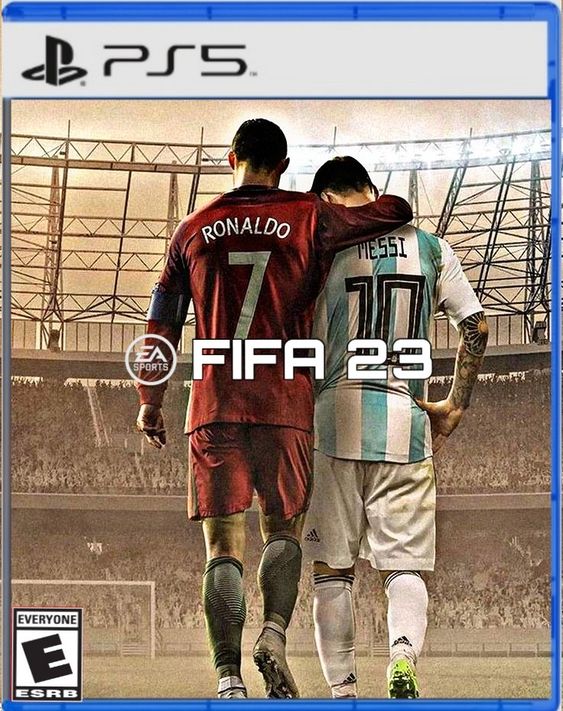 PS5
RONALDO
7
MESSI
10
EA
SPORTS
FIFA 23
EVERYONE
E
ESRB